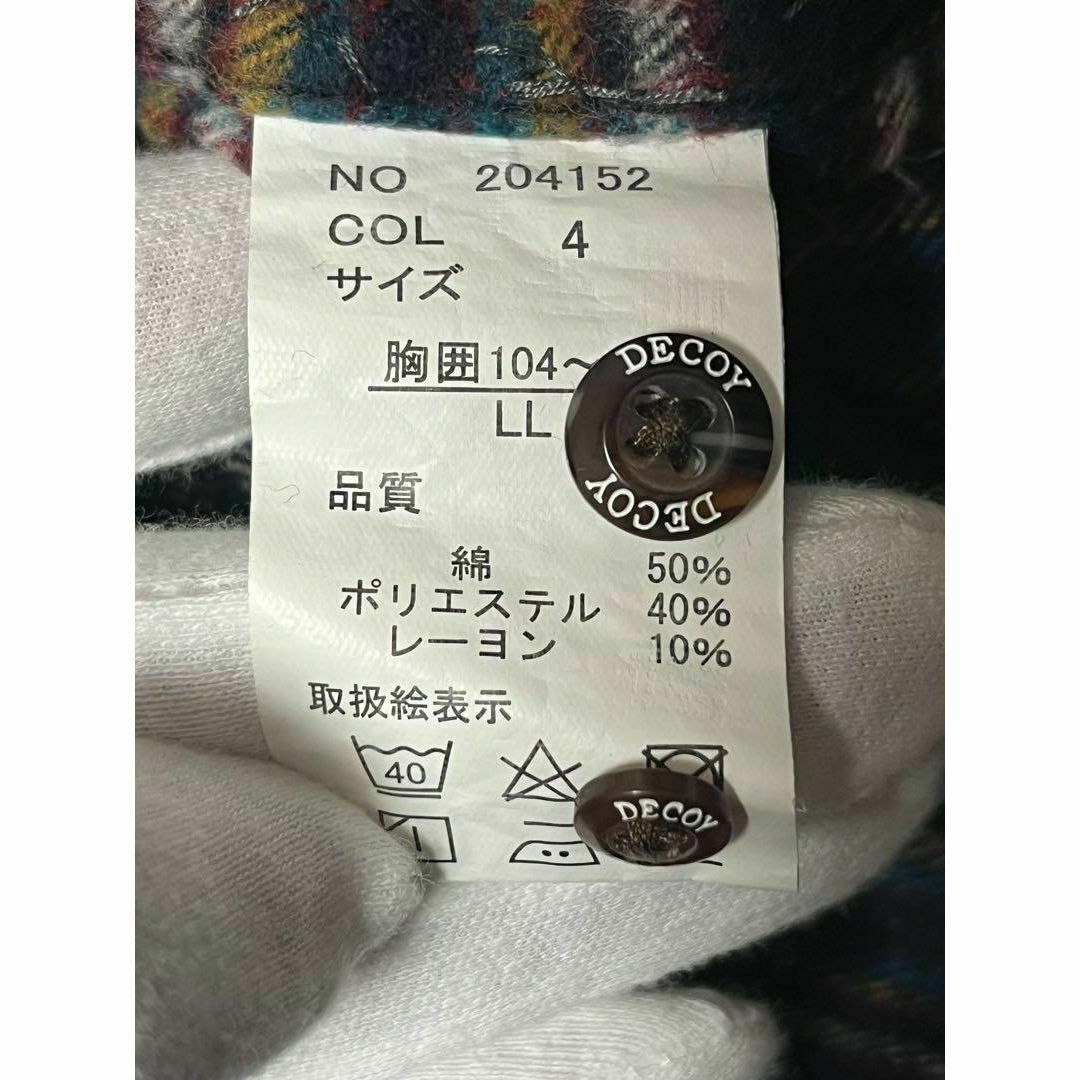 NO 204152
COL 4
サイズ
胸囲104～
LL
品質
綿 50%
ポリエステル 40%
レーヨン 10%
取扱絵表示
40
DECOY
DECOY
DECOY